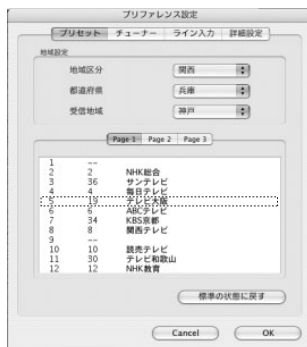 プリファレンス設定
プリセット チューナー ライン入力 詳細設定
地域設定
地域区分 関西
都道府県 兵庫
受信地域 神戸
Page 1 Page 2 Page 3
1 --
2 2 NHK総合
3 36 サンテレビ
4 4 毎日テレビ
5 19 テレビ大阪
6 6 ABCテレビ
7 34 KBS京都
8 8 関西テレビ
9 --
10 10 読売テレビ
11 30 テレビ和歌山
12 12 NHK教育
標準の状態に戻す
Cancel OK